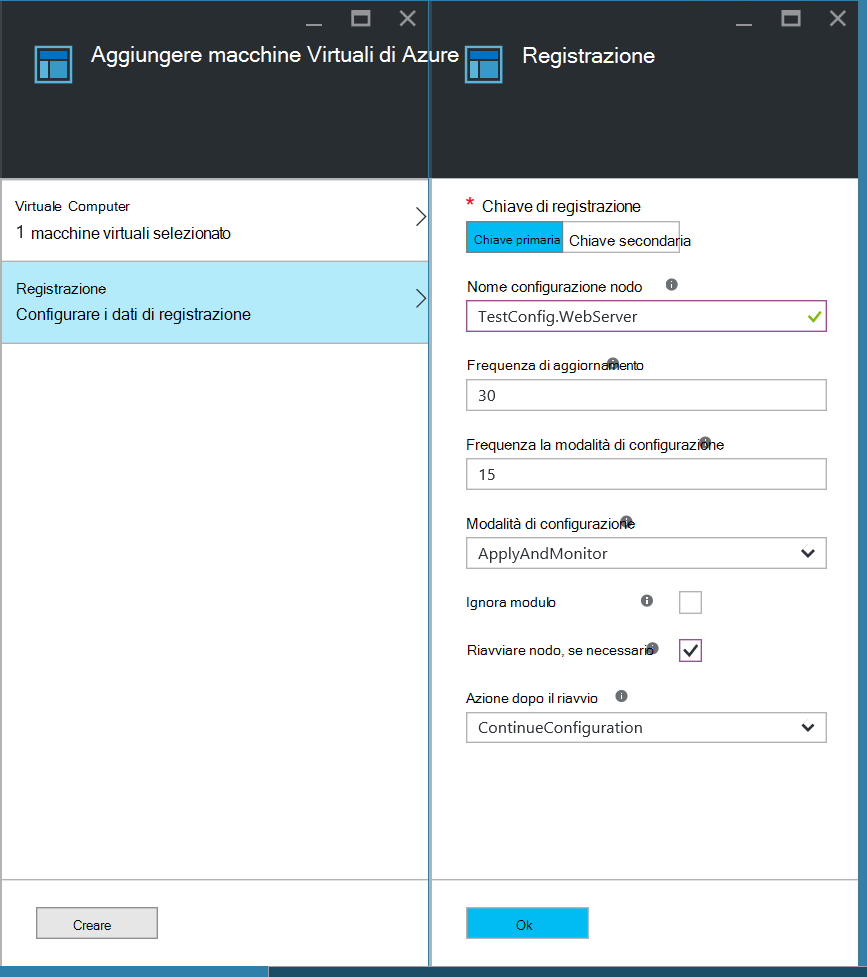 Aggiungere macchine Virtuali di Azure
Virtuale Computer
1 macchine virtuali selezionato
Registrazione
Configurare i dati di registrazione
Creare
Registrazione
* Chiave di registrazione
Chiave primaria Chiave secondaria
Nome configurazione nodo
TestConfig.WebServer
Frequenza di aggiornamento
30
Frequenza la modalità di configurazione
15
Modalità di configurazione
ApplyAndMonitor
Ignora modulo
Riavviare nodo, se necessario
Azione dopo il riavvio
ContinueConfiguration
Ok